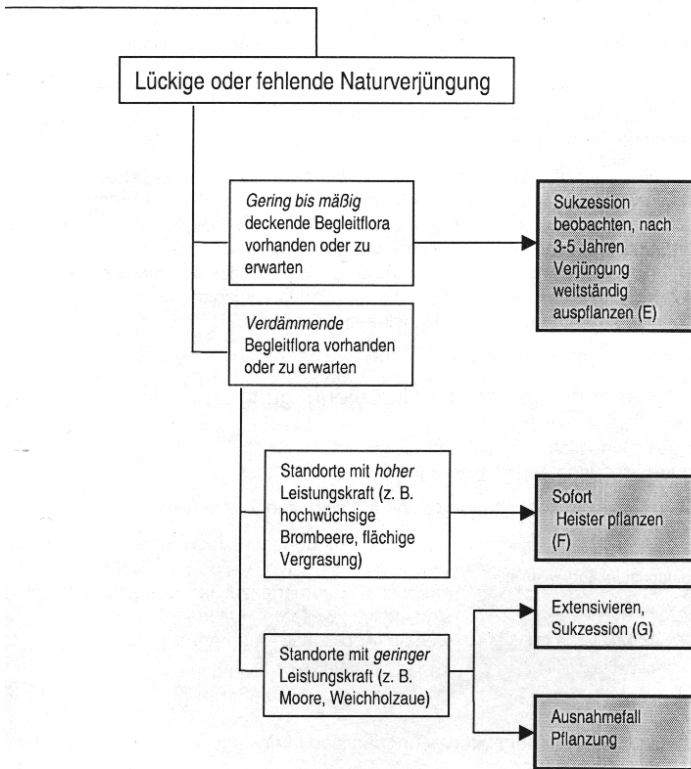 Lückige oder fehlende Naturverjüngung
Gering bis mäßig
deckende Begleitflora
vorhanden oder zu
erwarten
Sukzession
beobachten, nach
3-5 Jahren
Verjüngung
weitständig
auspflanzen (E)
Verdämmende
Begleitflora vorhanden
oder zu erwarten
Standorte mit hoher
Leistungskraft (z. B.
hochwüchsige
Brombeere, flächige
Vergrasung)
Sofort
Heister pflanzen
(F)
Standorte mit geringer
Leistungskraft (z. B.
Moore, Weichholzaue)
Extensivieren,
Sukzession (G)
Ausnahmefall
Pflanzung